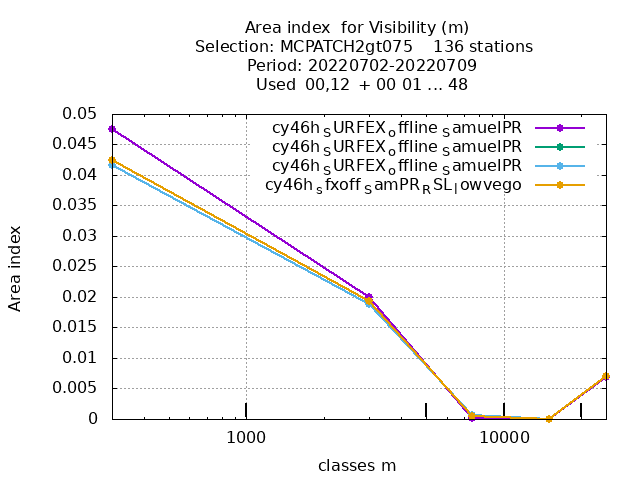 Area index  for Visibility (m)
Selection: MCPATCH2gt075    136 stations
Period: 20220702-20220709
Used  00,12  + 00 01 ... 48
cy46h_SURFEX_offline_SamuelPR
cy46h_SURFEX_offline_SamuelPR
cy46h_SURFEX_offline_SamuelPR
cy46h_sfxoff_SamPR_RSL_lowvego
0.05
0.045
0.04
0.035
0.03
0.025
0.02
0.015
0.01
0.005
0
Area index
1000 10000
classes m